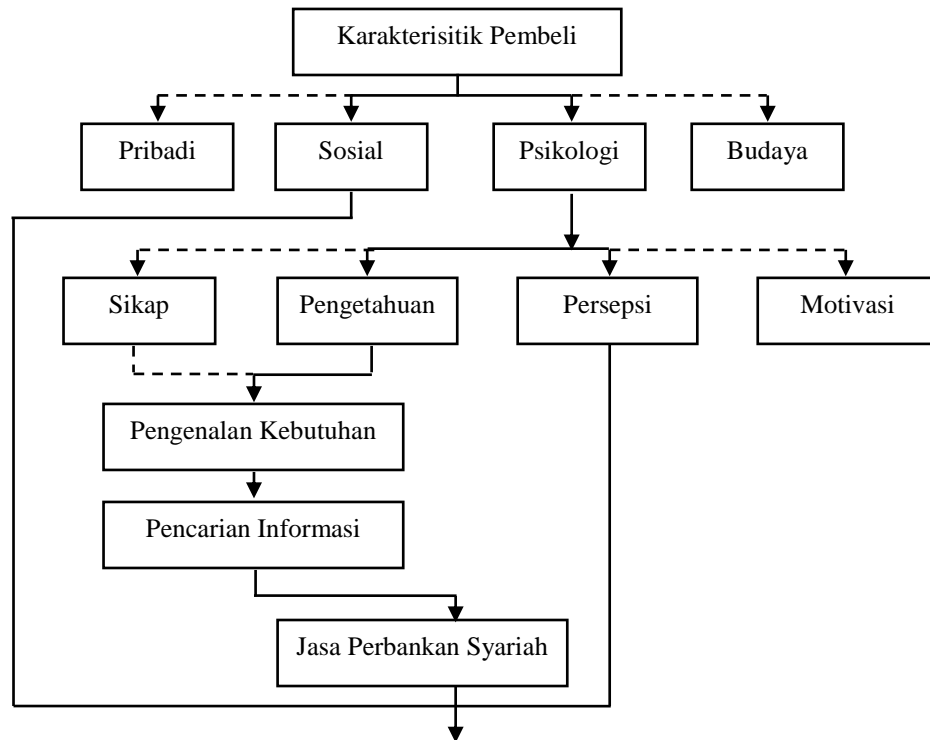 Karakterisitik Pembeli
Pribadi
Sosial
Psikologi
Budaya
Sikap
Pengetahuan
Persepsi
Motivasi
Pengenalan Kebutuhan
Pencarian Informasi
Jasa Perbankan Syariah